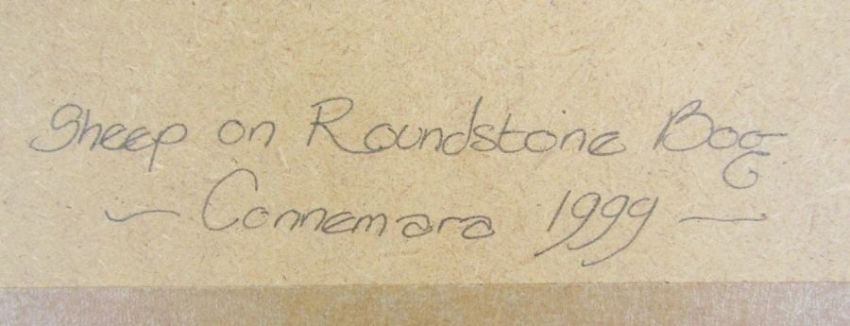 Sheep on Roundstone Bog
- Connemara 1999 -